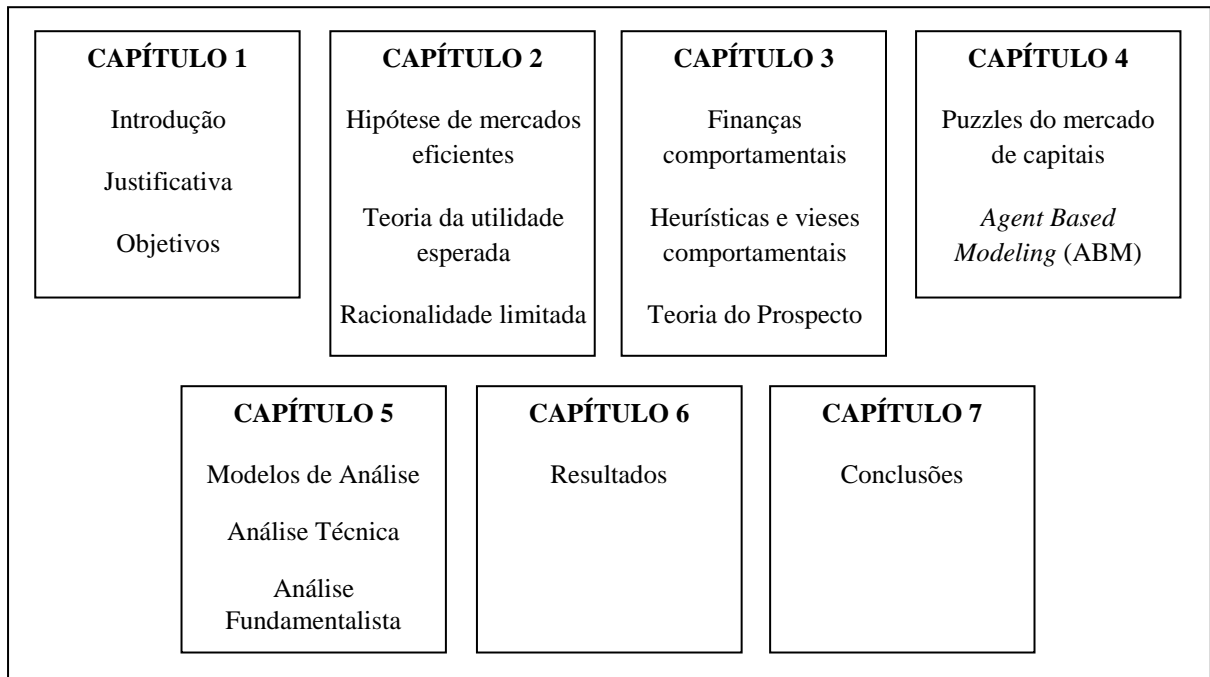 CAPÍTULO 1
Introdução
Justificativa
Objetivos
CAPÍTULO 2
Hipótese de mercados
eficientes
Teoria da utilidade
esperada
Racionalidade limitada
CAPÍTULO 3
Finanças
comportamentais
Heurísticas e vieses
comportamentais
Teoria do Prospecto
CAPÍTULO 4
Puzzles do mercado
de capitais
Agent Based
Modeling (ABM)
CAPÍTULO 5
Modelos de Análise
Análise Técnica
Análise
Fundamentalista
CAPÍTULO 6
Resultados
CAPÍTULO 7
Conclusões